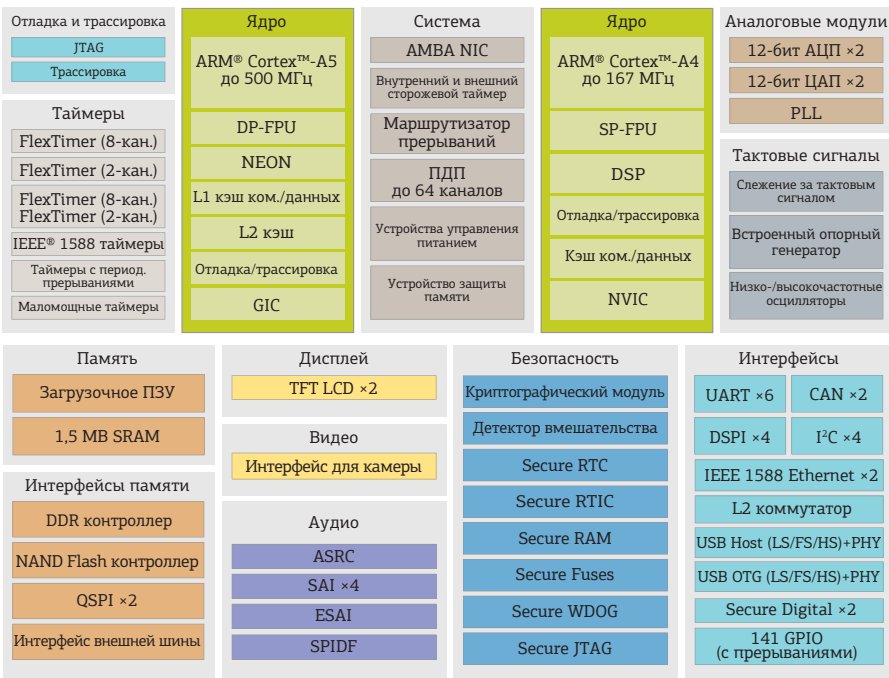 Отладка и трассировка
JTAG
Трассировка
Таймеры
FlexTimer (8-кан.)
FlexTimer (2-кан.)
FlexTimer (8-кан.)
FlexTimer (2-кан.)
IEEE® 1588 таймеры
Таймеры с период.
прерываниями
Маломощные таймеры
Ядро
ARM® Cortex™-A5
до 500 МГц
DP-FPU
NEON
L1 кэш ком./данных
L2 кэш
Отладка/трассировка
GIC
Система
AMBA NIC
Внутренний и внешний
сторожевой таймер
Маршрутизатор
прерываний
ПДП
до 64 каналов
Устройства управления
питанием
Устройство защиты
памяти
Ядро
ARM® Cortex™-A4
до 167 МГц
SP-FPU
DSP
Отладка/трассировка
Кэш ком./данных
NVIC
Аналоговые модули
12-бит АЦП ×2
12-бит ЦАП ×2
PLL
Тактовые сигналы
Слежение за тактовым
сигналом
Встроенный опорный
генератор
Низко-/высокочастотные
осцилляторы
Память
Загрузочное ПЗУ
1,5 MB SRAM
Интерфейсы памяти
DDR контроллер
NAND Flash контроллер
QSPI ×2
Интерфейс внешней шины
Дисплей
TFT LCD ×2
Видео
Интерфейс для камеры
Аудио
ASRC
SAI ×4
ESAI
SPIDF
Безопасность
Криптографический модуль
Детектор вмешательства
Secure RTC
Secure RTIC
Secure RAM
Secure Fuses
Secure WDOG
Secure JTAG
Интерфейсы
UART ×6 CAN ×2
DSPI ×4 I²C ×4
IEEE 1588 Ethernet ×2
L2 коммутатор
USB Host (LS/FS/HS)+PHY
USB OTG (LS/FS/HS)+PHY
Secure Digital ×2
141 GPIO
(с прерываниями)